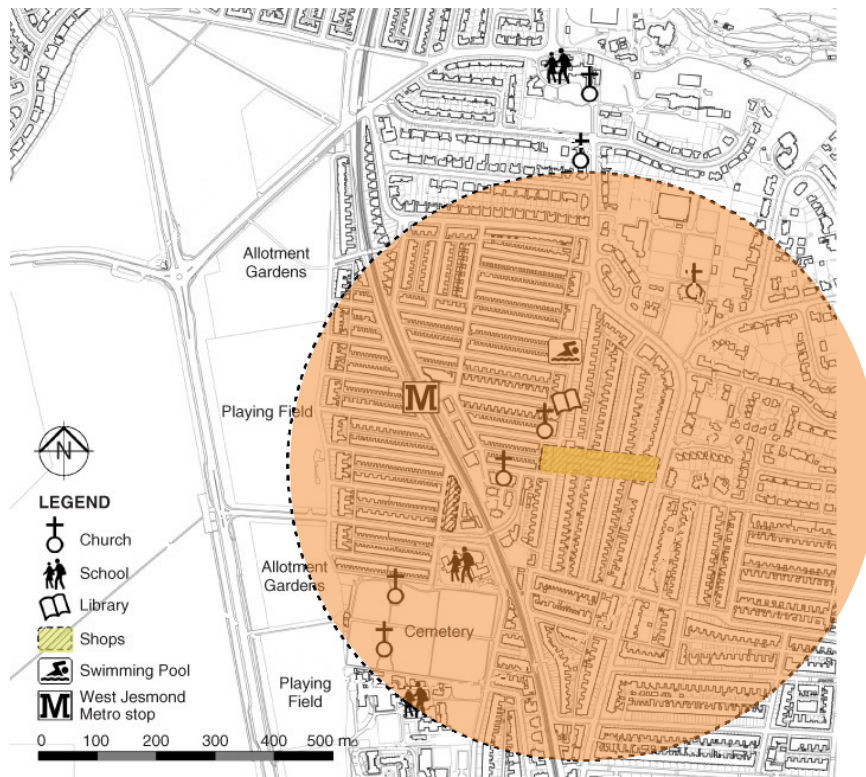 Allotment
Gardens
Playing Field
M
N
LEGEND
Church
School
Library
Shops
Swimming Pool
M West Jesmond
Metro stop
Allotment
Gardens
Cemetery
Playing
Field
0 100 200 300 400 500 m